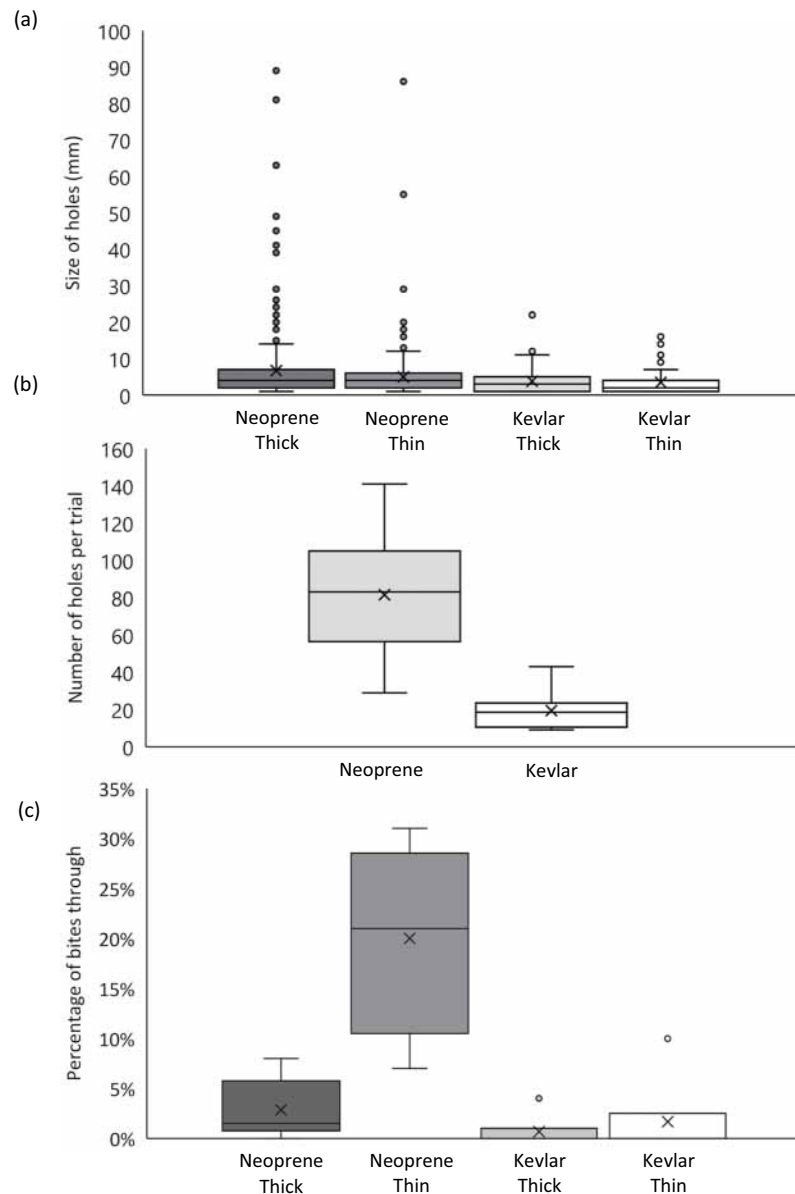 (a)
100
90
80
70
60
50
40
30
20
10
0
Size of holes (mm)
Neoprene Thick
Neoprene Thin
Kevlar Thick
Kevlar Thin
(b)
160
140
120
100
80
60
40
20
0
Number of holes per trial
Neoprene
Kevlar
(c)
35%
30%
25%
20%
15%
10%
5%
0%
Percentage of bites through
Neoprene Thick
Neoprene Thin
Kevlar Thick
Kevlar Thin